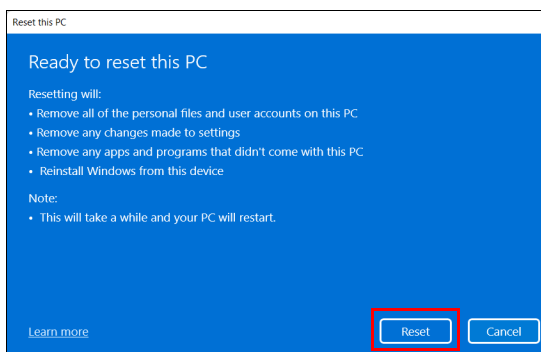 Reset this PC
Ready to reset this PC
Resetting will:
• Remove all of the personal files and user accounts on this PC
• Remove any changes made to settings
• Remove any apps and programs that didn't come with this PC
• Reinstall Windows from this device
Note:
• This will take a while and your PC will restart.
Learn more
Reset
Cancel